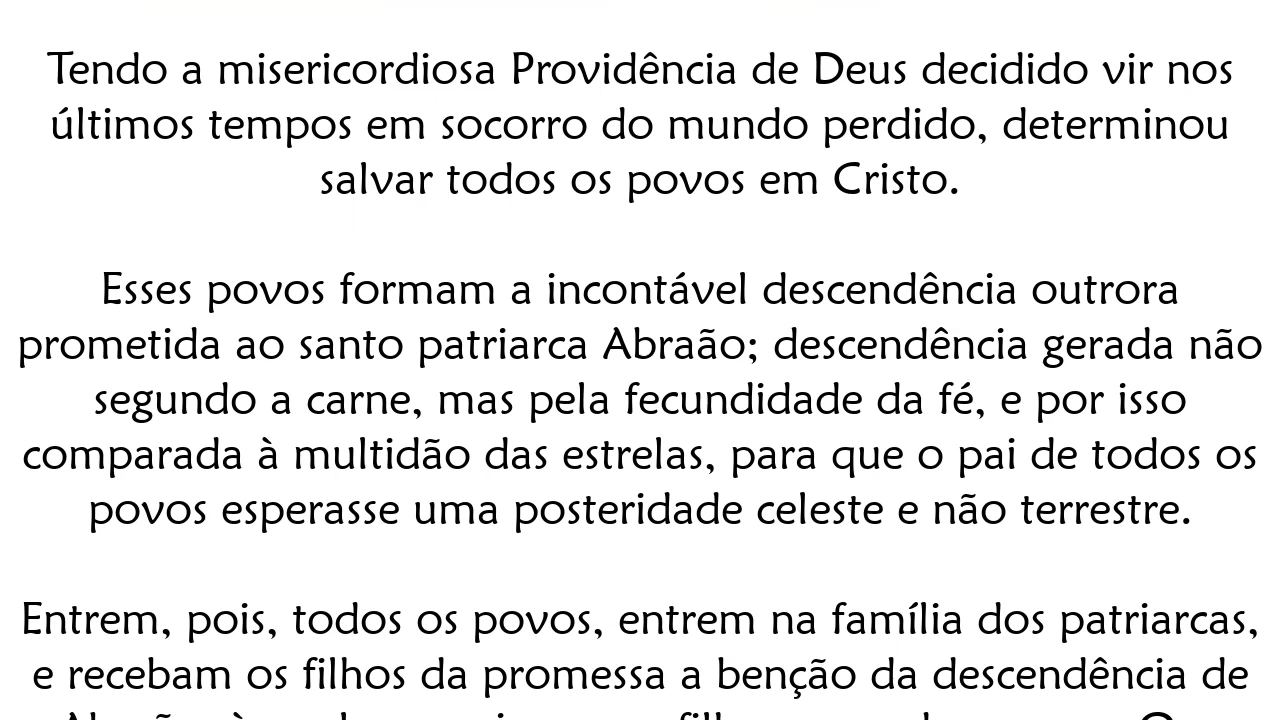 Tendo a misericordiosa Providência de Deus decidido vir nos
últimos tempos em socorro do mundo perdido, determinou
salvar todos os povos em Cristo.
Esses povos formam a incontável descendência outrora
prometida ao santo patriarca Abraão; descendência gerada não
segundo a carne, mas pela fecundidade da fé, e por isso
comparada à multidão das estrelas, para que o pai de todos os
povos esperasse uma posteridade celeste e não terrestre.
Entrem, pois, todos os povos, entrem na família dos patriarcas,
e recebam os filhos da promessa a benção da descendência de